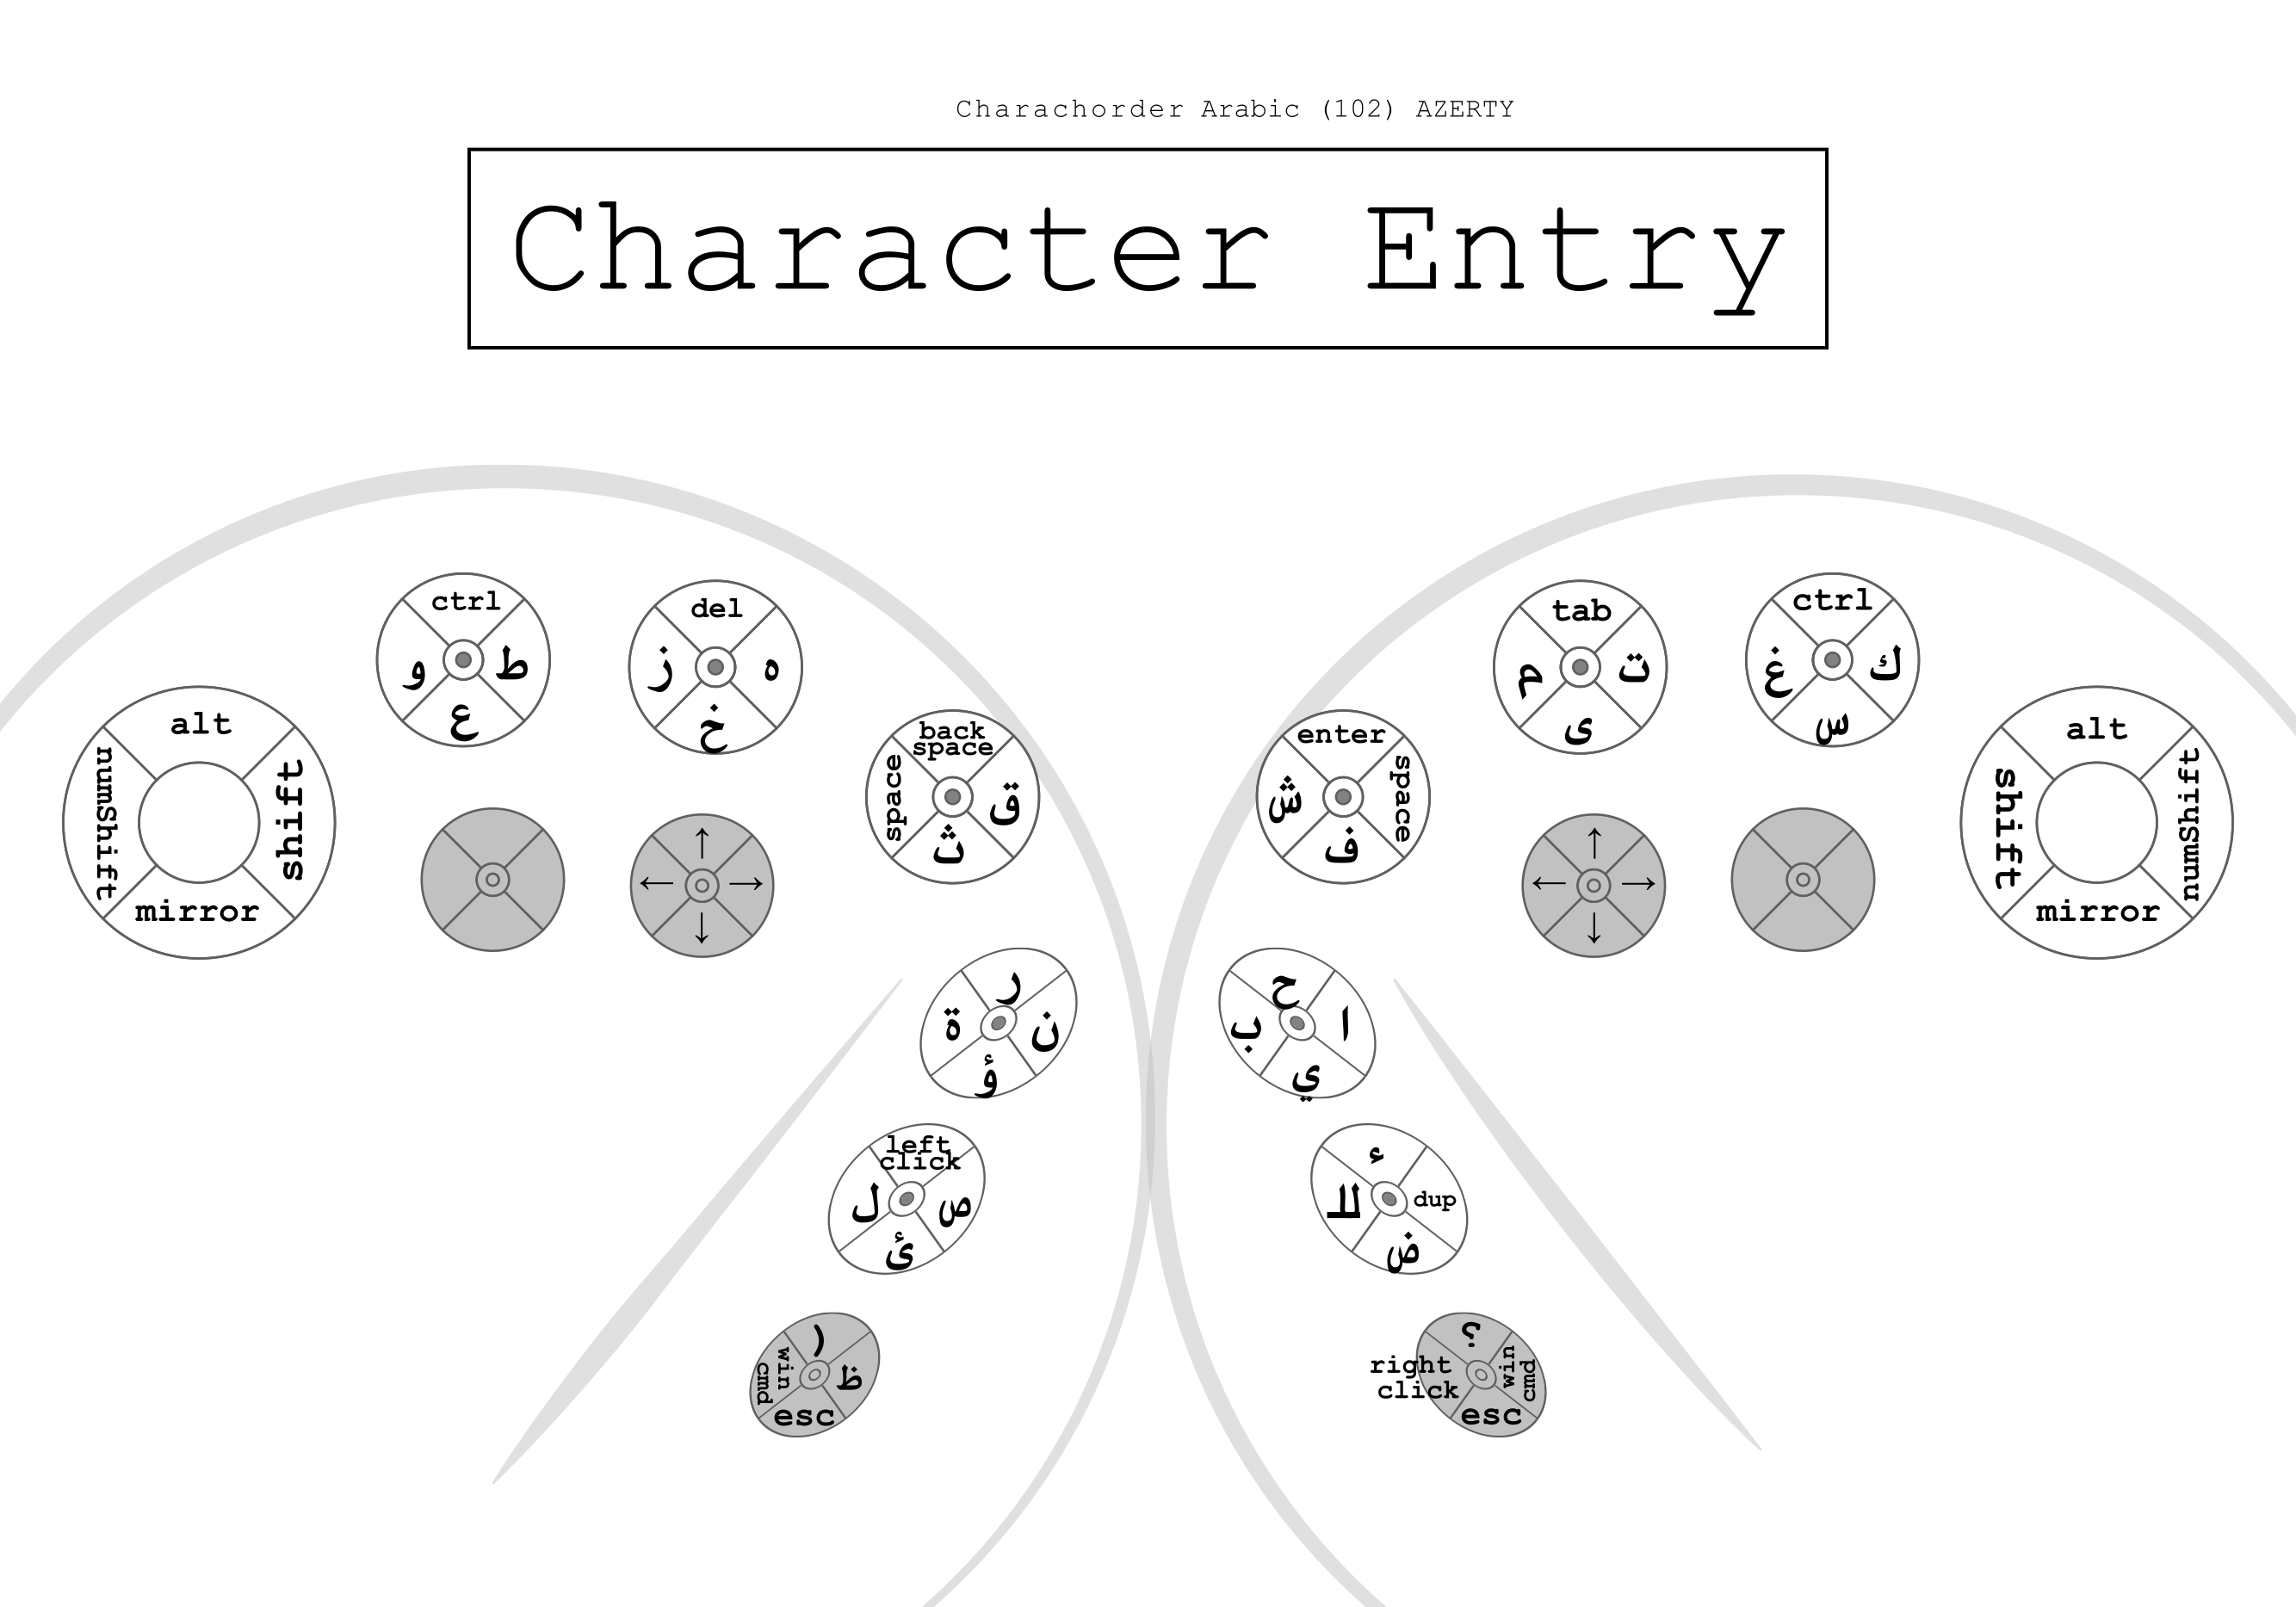 Charachorder Arabic (102) AZERTY
Character Entry
ctrl
و
ط
ع
del
ز
ه
خ
back
space
space
ق
ث
alt
numShift
shift
mirror
↑
← →
↓
enter
ش
space
ف
tab
م
ت
ى
ctrl
غ
ك
س
alt
shift
numShift
mirror
↑
← →
↓
ر
ة
ن
ؤ
left
click
ل
ص
ئ
)
win
cmd
ظ
esc
ح
ب
ا
ي
ء
لل
dup
ض
؟
right
click
win
cmd
esc